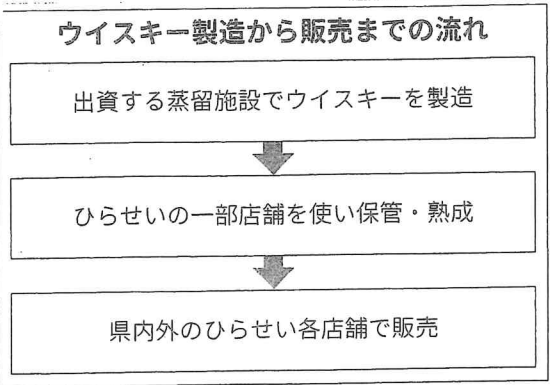 ウイスキー製造から販売までの流れ
出資する蒸留施設でウイスキーを製造
ひらせいの一部店舗を使い保管・熟成
県内外のひらせい各店舗で販売